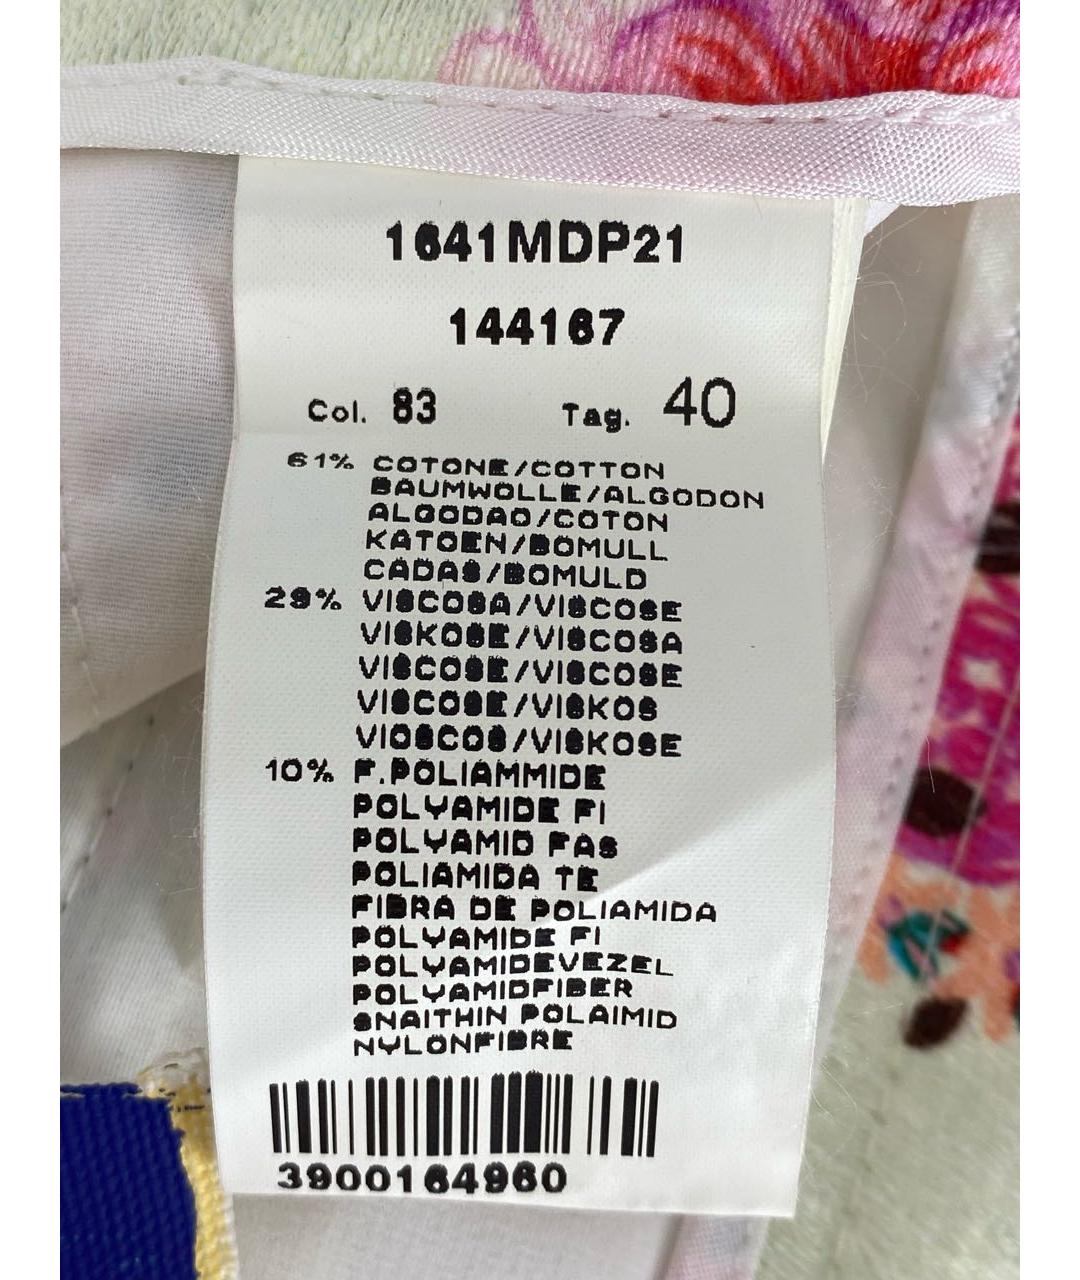 1641MDP21
144167
Col. 83 Tag. 40
61% COTONE/COTTON
BAUMWOLLE/ALGODON
ALGODAO/COTON
KATOEN/BOMULL
CADAS/BOMULD
29% VISCOSA/VISCOSE
VISKOSE/VISCOSA
VISCOSE/VISCOSE
VISCOSE/VISKOS
VIOSCOS/VISKOSE
10% F.POLIAMMIDE
POLYAMIDE FI
POLYAMID FAS
POLIAMIDA TE
FIBRA DE POLIAMIDA
POLYAMIDE FI
POLYAMIDEVEZEL
POLYAMIDFIBER
SNAITHIN POLAIMID
NYLONFIBRE
3900164960